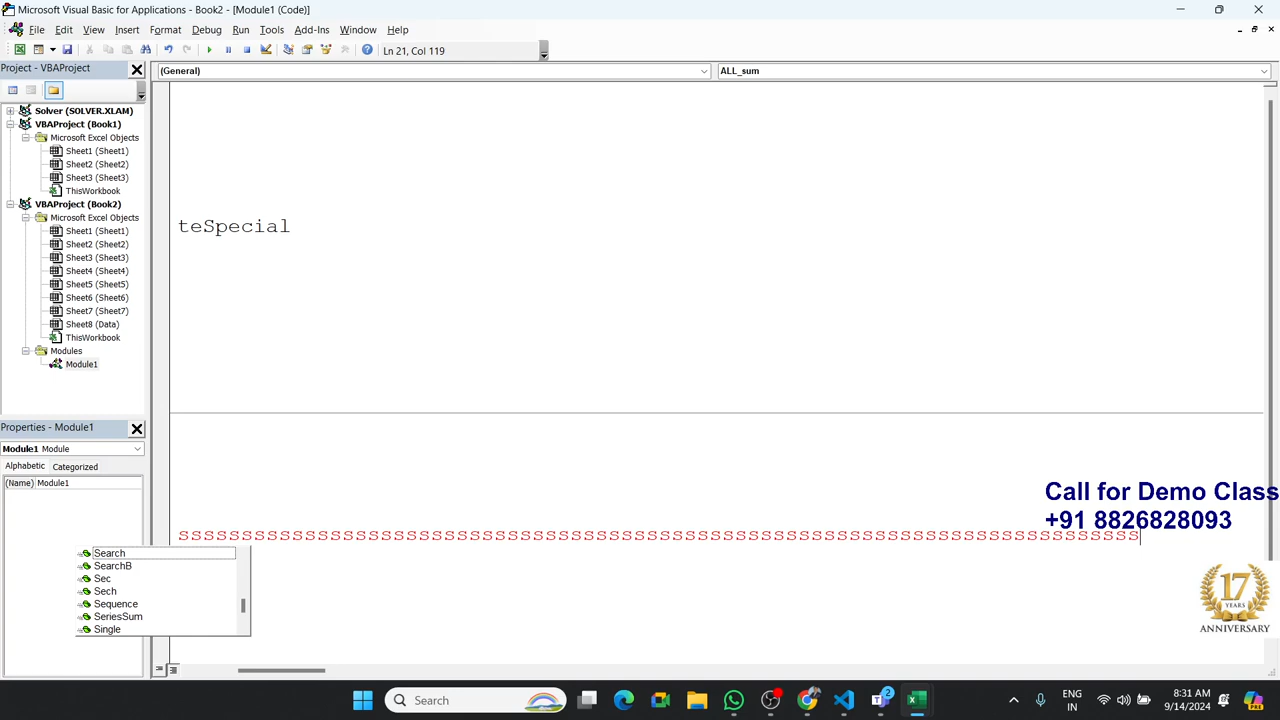 Microsoft Visual Basic for Applications - Book2 - [Module1 (Code)]
File Edit View Insert Format Debug Run Tools Add-Ins Window Help
Ln 21, Col 119
Project - VBAProject
(General)
ALL_sum
Solver (SOLVER.XLAM)
VBAProject (Book1)
Microsoft Excel Objects
Sheet1 (Sheet1)
Sheet2 (Sheet2)
Sheet3 (Sheet3)
ThisWorkbook
VBAProject (Book2)
Microsoft Excel Objects
Sheet1 (Sheet1)
Sheet2 (Sheet2)
Sheet3 (Sheet3)
Sheet4 (Sheet4)
Sheet5 (Sheet5)
Sheet6 (Sheet6)
Sheet7 (Sheet7)
Sheet8 (Data)
ThisWorkbook
Modules
Module1
teSpecial
Properties - Module1
Module1 Module
Alphabetic Categorized
(Name) Module1
Call for Demo Class
+91 8826828093
ssssssssssssssssssssssssssssssssssssssssssssssssssssssssssssssssssssssssssss
Search
SearchB
Sec
Sech
Sequence
SeriesSum
Single
17
YEARS
ANNIVERSARY
Search
2
ENG
IN
8:31 AM
9/14/2024